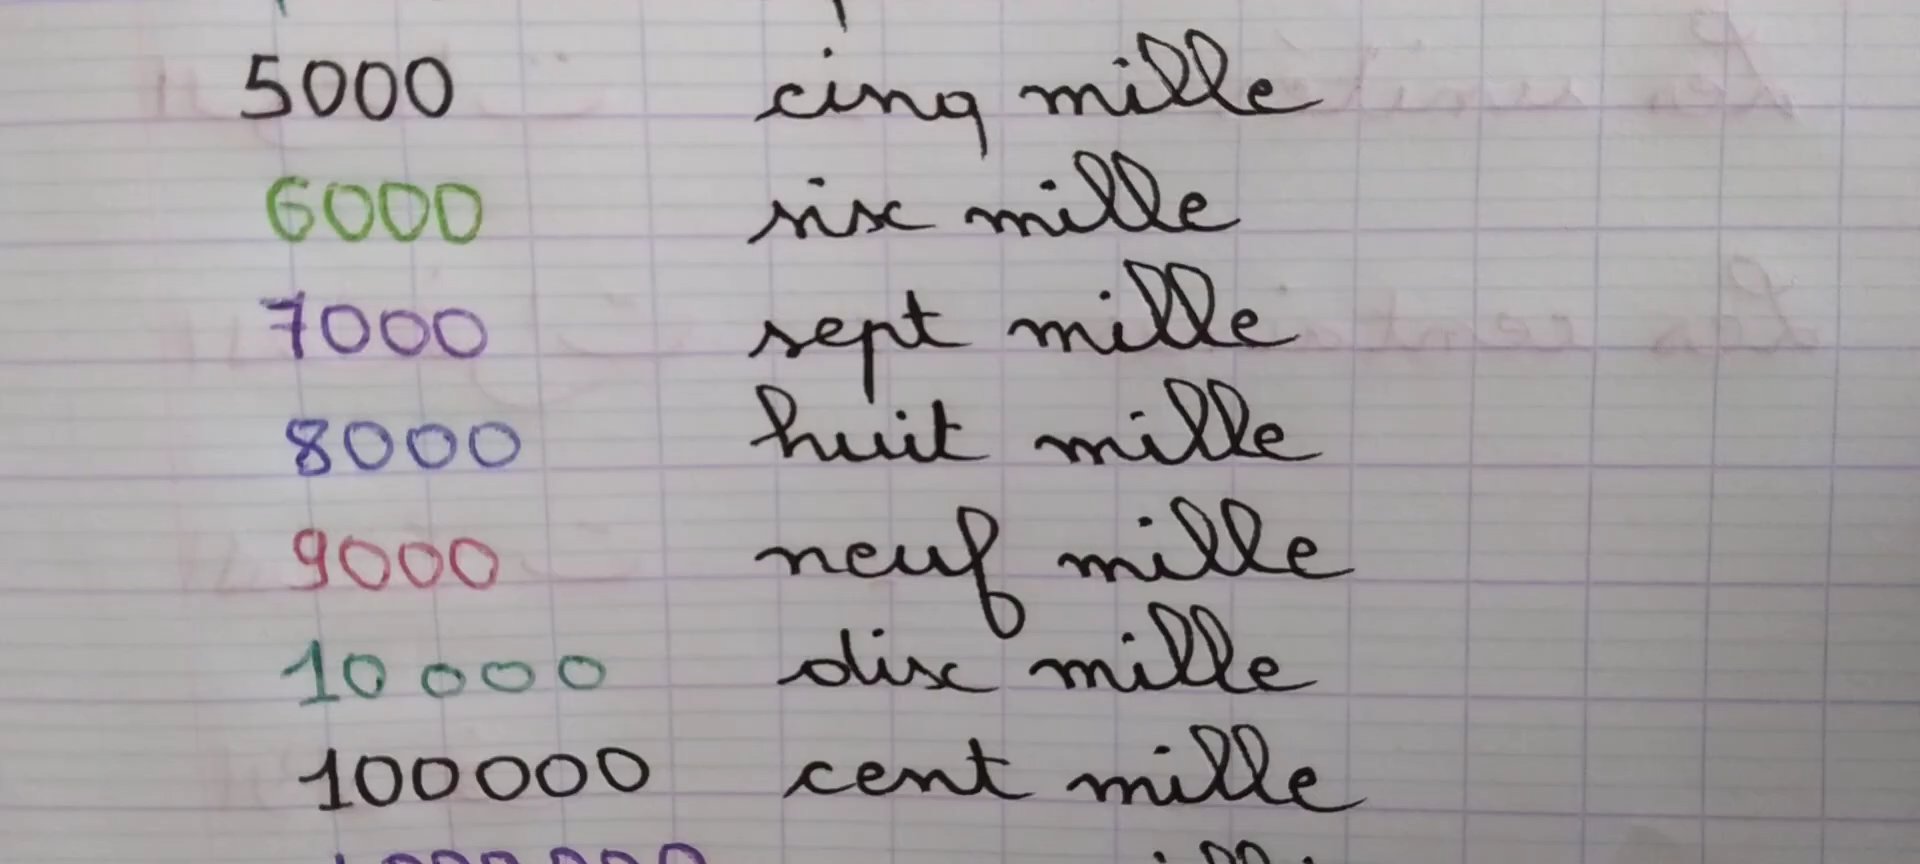 5000 cinq mille
6000 six mille
7000 sept mille
8000 huit mille
9000 neuf mille
10 000 dix mille
100000 cent mille